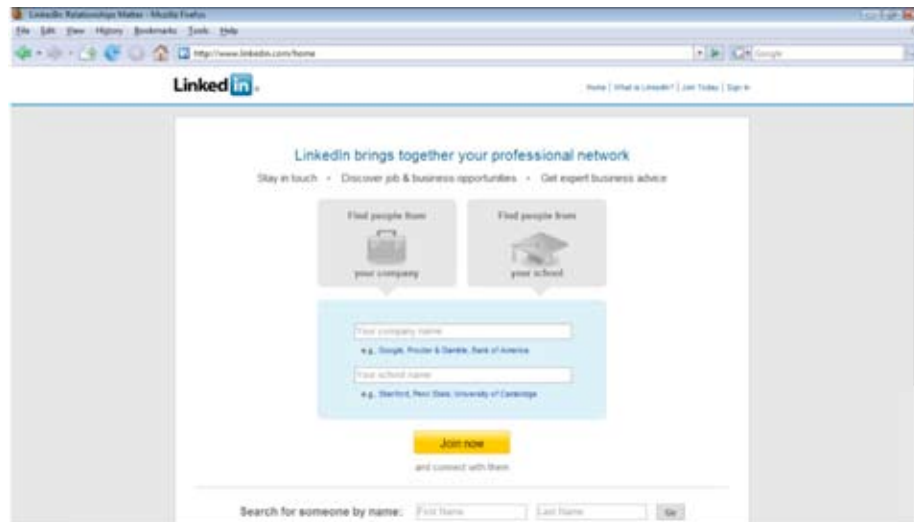 LinkedIn: Relationships Matter - Mozilla Firefox
File Edit View History Bookmarks Tools Help
http://www.linkedin.com/home
Google
Linked in.
Home | What is LinkedIn? | Join Today | Sign In
LinkedIn brings together your professional network
Stay in touch • Discover job & business opportunities • Get expert business advice
Find people from
your company
Find people from
your school
Your company name
e.g., Google, Procter & Gamble, Bank of America
Your school name
e.g., Stanford, Penn State, University of Cambridge
Join now
and connect with them
Search for someone by name: First Name Last Name Go